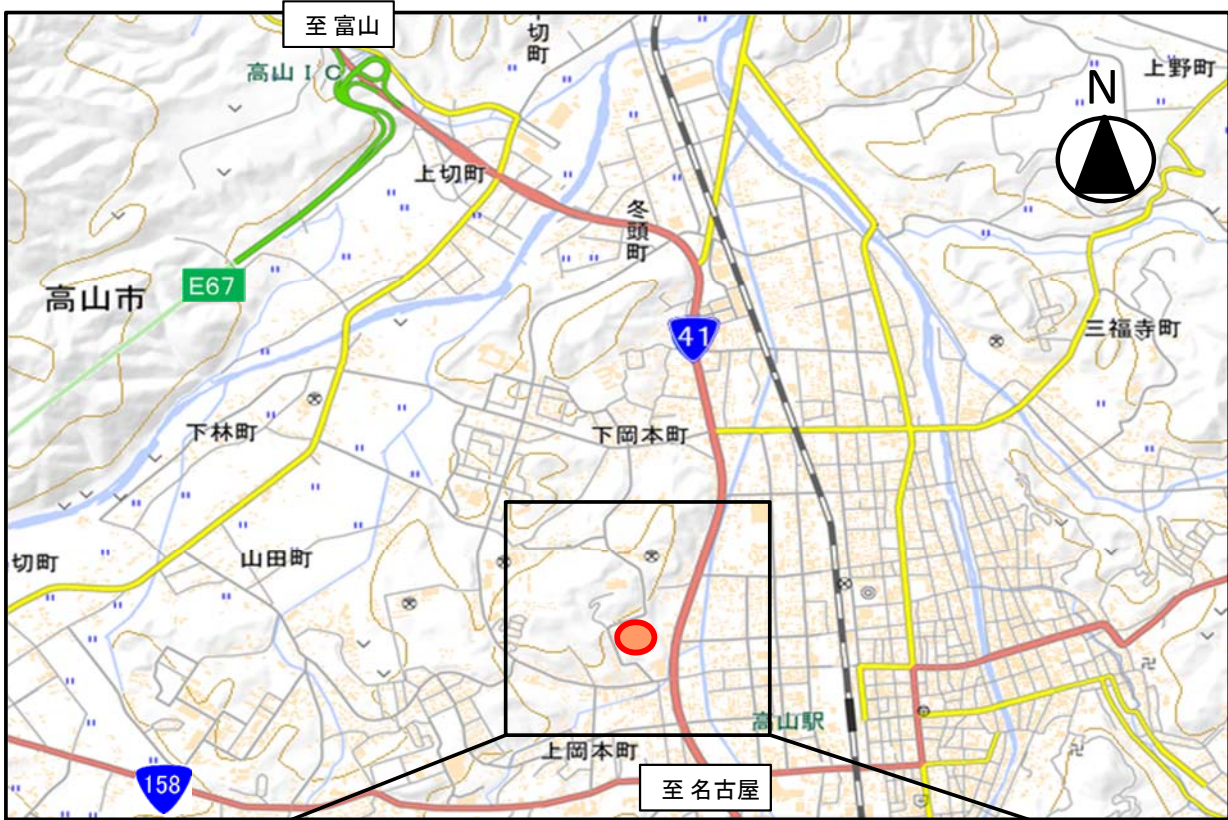 至 富山
切町
高山ＩＣ
上野町
N
上切町
冬頭町
E67
高山市
41
三福寺町
下林町
下岡本町
切町
山田町
高山駅
上岡本町
158
至 名古屋